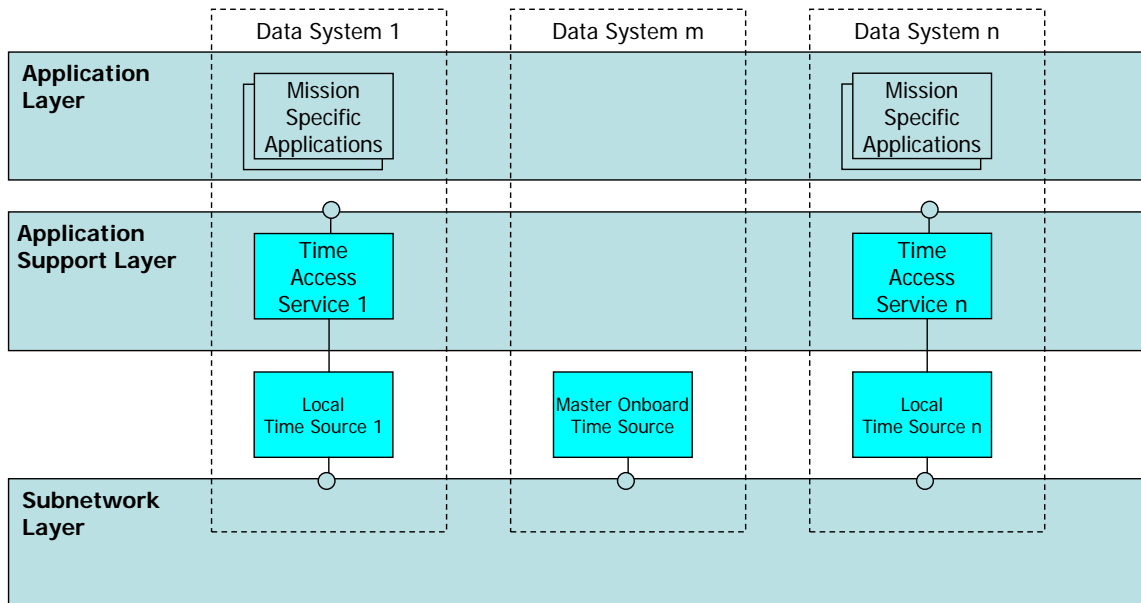 Data System 1
Data System m
Data System n
Application
Layer
Mission
Specific
Applications
Mission
Specific
Applications
Application
Support Layer
Time
Access
Service 1
Time
Access
Service n
Local
Time Source 1
Master Onboard
Time Source
Local
Time Source n
Subnetwork
Layer